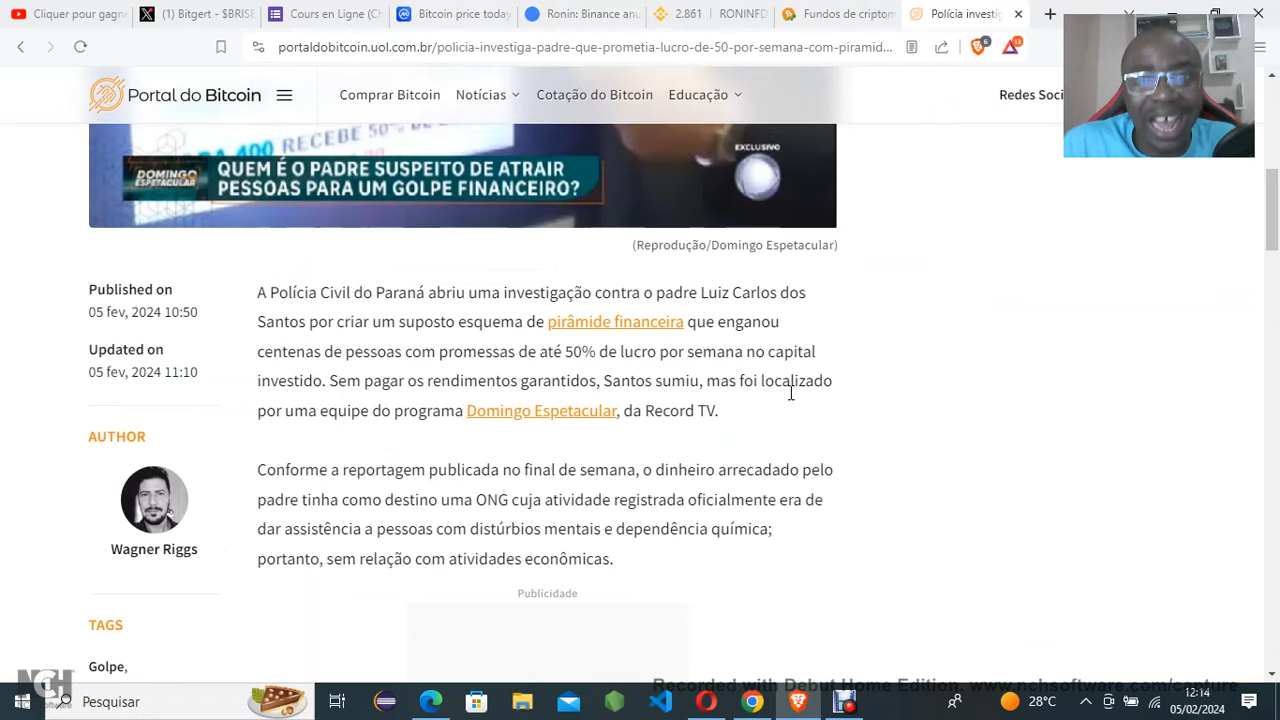 Cliquer pour gagne
(1) Bitgert - $BRISE
Cours en Ligne (Ch
Bitcoin price today
Ronin: Binance and
2.861 | RONINFD
Fundos de criptom
Polícia investig
portaldobitcoin.uol.com.br/policia-investiga-padre-que-prometia-lucro-de-50-por-semana-com-piramid...
6
13
Portal do Bitcoin
Comprar Bitcoin
Notícias
Cotação do Bitcoin
Educação
Redes Soci
400 RECEBE 50%
DOMINGO ESPETACULAR
QUEM É O PADRE SUSPEITO DE ATRAIR
PESSOAS PARA UM GOLPE FINANCEIRO?
EXCLUSIVO
(Reprodução/Domingo Espetacular)
Published on
05 fev, 2024 10:50
Updated on
05 fev, 2024 11:10
AUTHOR
Wagner Riggs
TAGS
Golpe,
A Polícia Civil do Paraná abriu uma investigação contra o padre Luiz Carlos dos
Santos por criar um suposto esquema de pirâmide financeira que enganou
centenas de pessoas com promessas de até 50% de lucro por semana no capital
investido. Sem pagar os rendimentos garantidos, Santos sumiu, mas foi localizado
por uma equipe do programa Domingo Espetacular, da Record TV.
Conforme a reportagem publicada no final de semana, o dinheiro arrecadado pelo
padre tinha como destino uma ONG cuja atividade registrada oficialmente era de
dar assistência a pessoas com distúrbios mentais e dependência química;
portanto, sem relação com atividades econômicas.
Publicidade
NCH
Recorded with Debut Home Edition. www.nchsoftware.com/capture
Pesquisar
28°C
12:14
05/02/2024